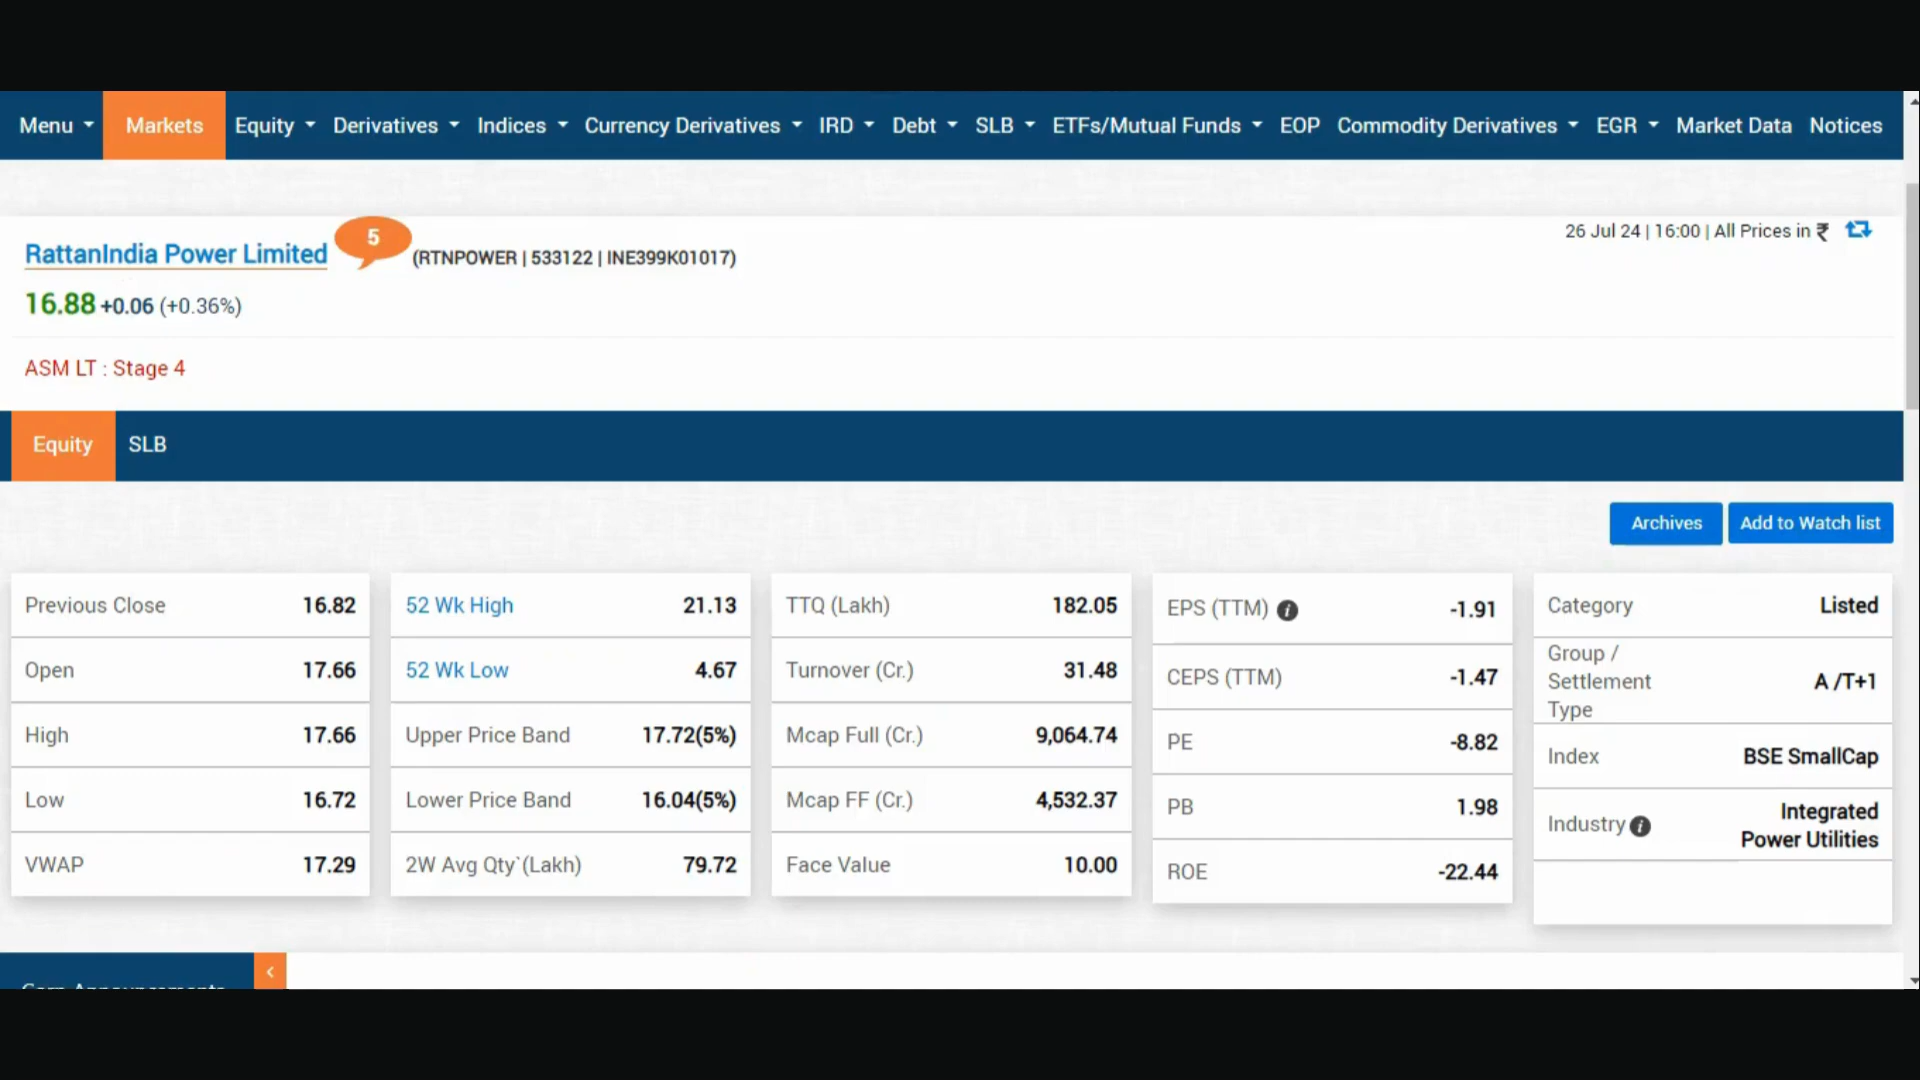 Menu Markets Equity Derivatives Indices Currency Derivatives IRD Debt SLB ETFs/Mutual Funds EOP Commodity Derivatives EGR Market Data Notices
26 Jul 24 | 16:00 | All Prices in ₹
RattanIndia Power Limited 5 (RTNPOWER | 533122 | INE399K01017)
16.88 +0.06 (+0.36%)
ASM LT : Stage 4
Equity SLB
Archives Add to Watch list
Previous Close 16.82
Open 17.66
High 17.66
Low 16.72
VWAP 17.29
52 Wk High 21.13
52 Wk Low 4.67
Upper Price Band 17.72(5%)
Lower Price Band 16.04(5%)
2W Avg Qty`(Lakh) 79.72
TTQ (Lakh) 182.05
Turnover (Cr.) 31.48
Mcap Full (Cr.) 9,064.74
Mcap FF (Cr.) 4,532.37
Face Value 10.00
EPS (TTM) -1.91
CEPS (TTM) -1.47
PE -8.82
PB 1.98
ROE -22.44
Category Listed
Group /
Settlement A /T+1
Type
Index BSE SmallCap
Industry Integrated
Power Utilities
Corp Announcements